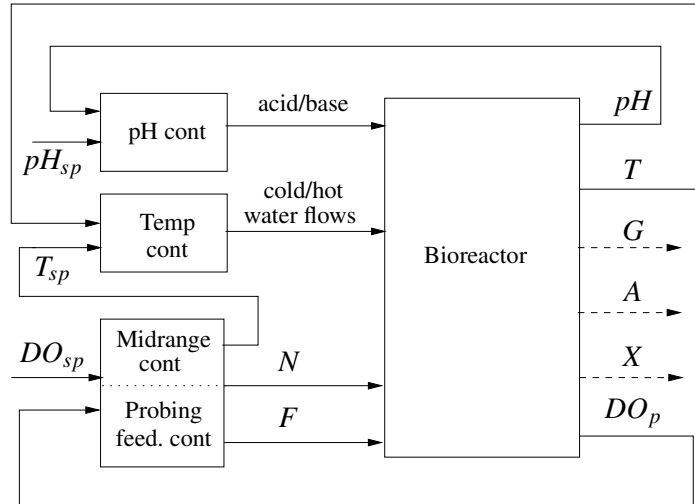 pH cont
pH_sp
acid/base
Temp
cont
T_sp
cold/hot
water flows
Midrange
cont
Probing
feed. cont
DO_sp
N
F
Bioreactor
pH
T
G
A
X
DO_p